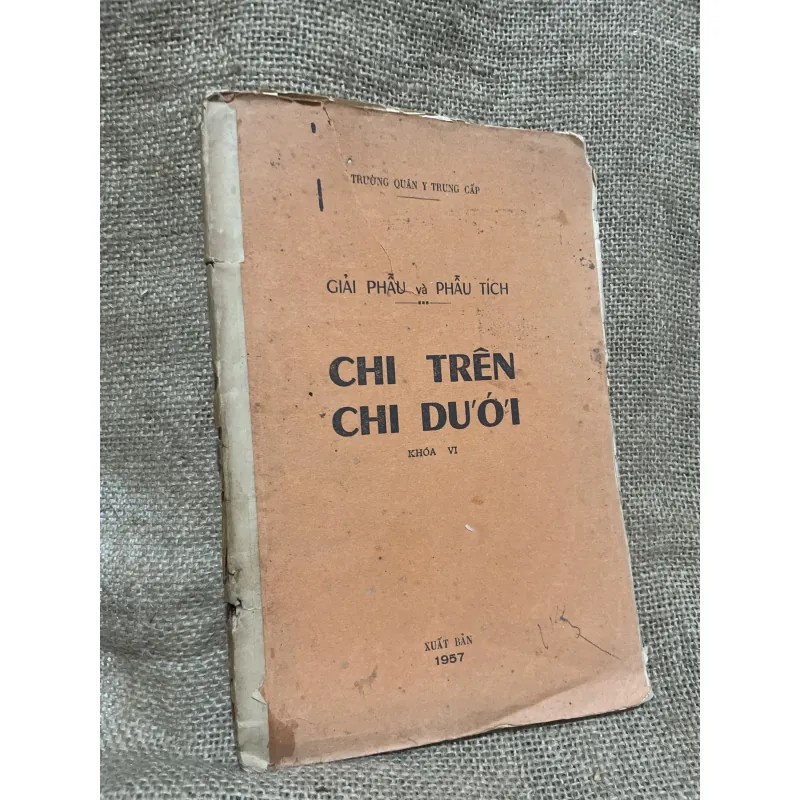 TRƯỜNG QUÂN Y TRUNG CẤP
GIẢI PHẪU và PHẪU TÍCH
CHI TRÊN
CHI DƯỚI
KHÓA VI
XUẤT BẢN
1957